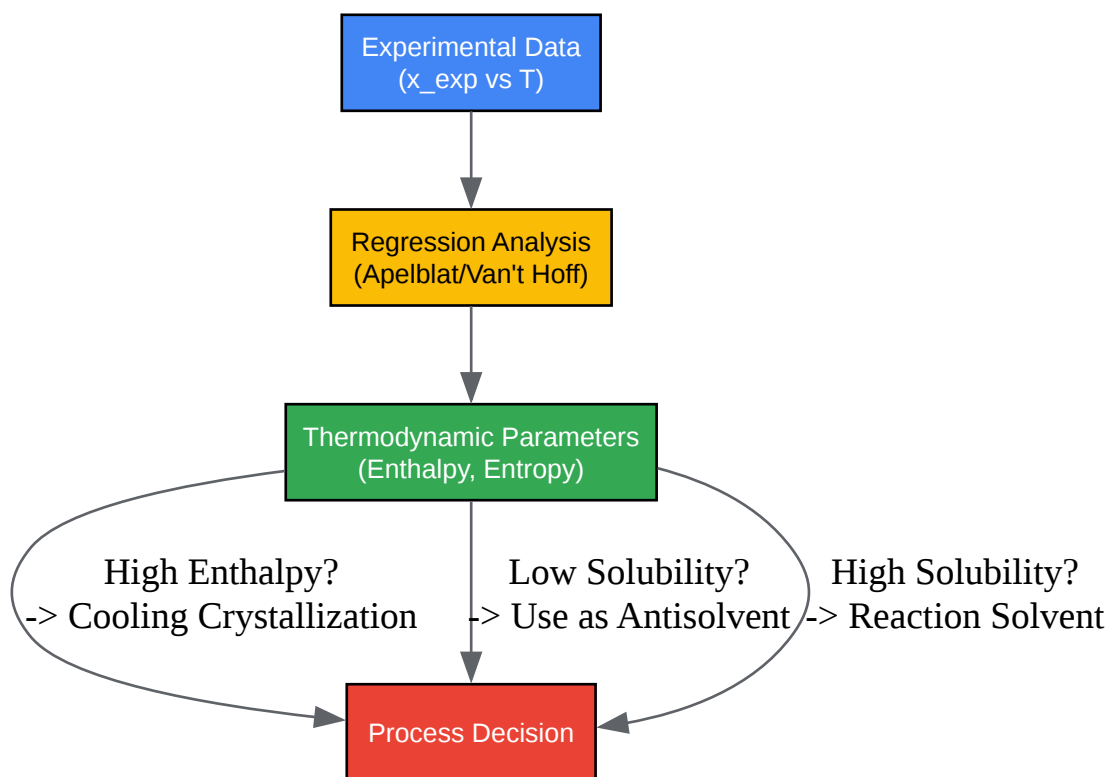 Experimental Data
(x_exp vs T)
Regression Analysis
(Apelblat/Van't Hoff)
Thermodynamic Parameters
(Enthalpy, Entropy)
High Enthalpy?
-> Cooling Crystallization
Low Solubility?
-> Use as Antisolvent
High Solubility?
-> Reaction Solvent
Process Decision